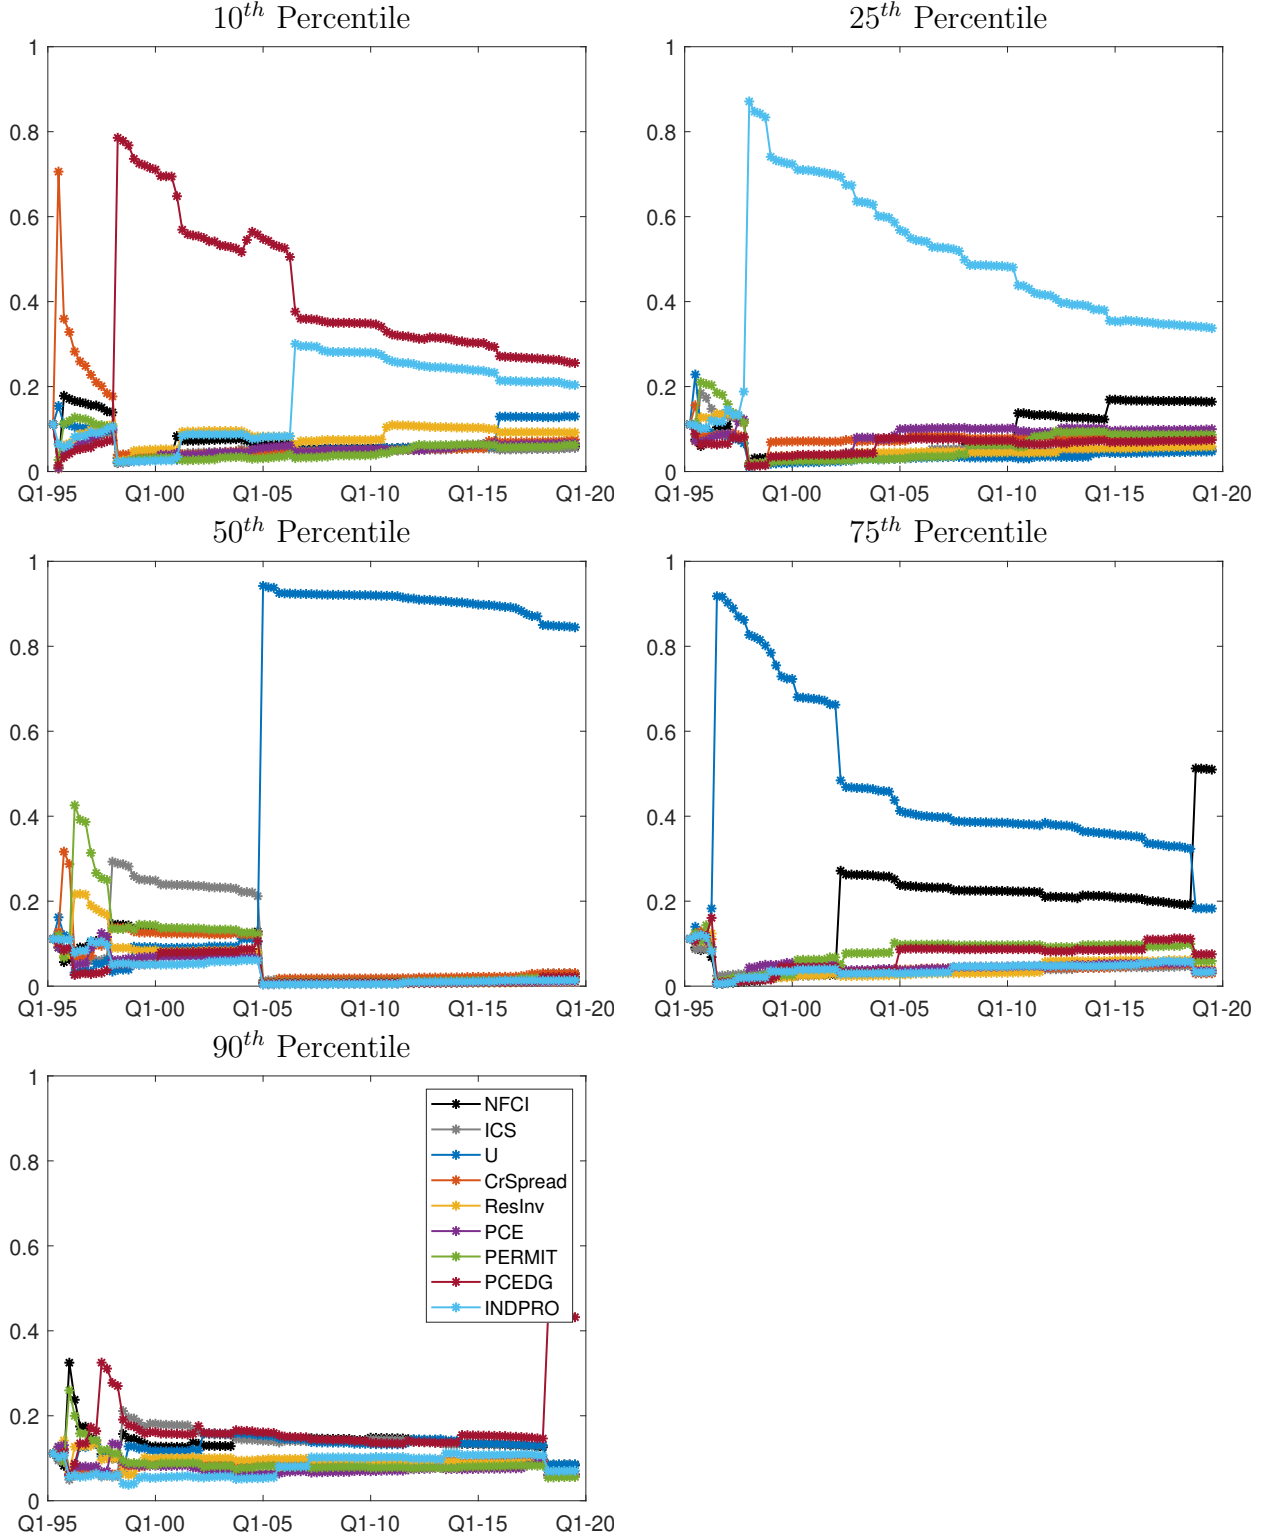 10th Percentile
1
0.8
0.6
0.4
0.2
0
Q1-95 Q1-00 Q1-05 Q1-10 Q1-15 Q1-20
25th Percentile
1
0.8
0.6
0.4
0.2
0
Q1-95 Q1-00 Q1-05 Q1-10 Q1-15 Q1-20
50th Percentile
1
0.8
0.6
0.4
0.2
0
Q1-95 Q1-00 Q1-05 Q1-10 Q1-15 Q1-20
75th Percentile
1
0.8
0.6
0.4
0.2
0
Q1-95 Q1-00 Q1-05 Q1-10 Q1-15 Q1-20
90th Percentile
1
0.8
0.6
0.4
0.2
0
Q1-95 Q1-00 Q1-05 Q1-10 Q1-15 Q1-20
NFCI
ICS
U
CrSpread
ResInv
PCE
PERMIT
PCEDG
INDPRO